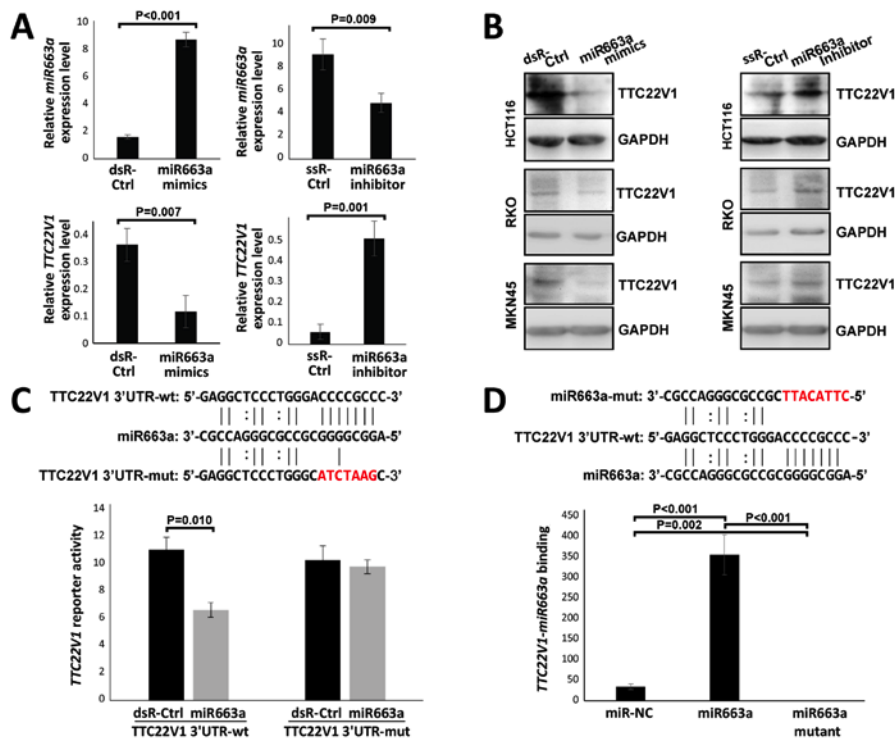 A
P<0.001
Relative miR663a
expression level
10
8
6
4
2
0
dsR-
Ctrl
miR663a
mimics
P=0.009
Relative miR663a
expression level
12
10
8
6
4
2
0
ssR-
Ctrl
miR663a
inhibitor
P=0.007
Relative TTC22V1
expression level
0.4
0.3
0.2
0.1
0
dsR-
Ctrl
miR663a
mimics
P=0.001
Relative TTC22V1
expression level
0.6
0.5
0.4
0.3
0.2
0.1
0
ssR-
Ctrl
miR663a
inhibitor
B
dsR-
Ctrl
miR663a
mimics
HCT116
TTC22V1
GAPDH
RKO
TTC22V1
GAPDH
MKN45
TTC22V1
GAPDH
ssR-
Ctrl
miR663a
Inhibitor
HCT116
TTC22V1
GAPDH
RKO
TTC22V1
GAPDH
MKN45
TTC22V1
GAPDH
C
TTC22V1 3'UTR-wt: 5'-GAGGCTCCCTGGGACCCCGCCC-3'
miR663a: 3'-CGCCAGGGCGCCGCGGGGCGGA-5'
TTC22V1 3'UTR-mut: 5'-GAGGCTCCCTGGGCATCTAAGC-3'
TTC22V1 reporter activity
14
12
10
8
6
4
2
0
P=0.010
dsR-Ctrl miR663a
TTC22V1 3'UTR-wt
dsR-Ctrl miR663a
TTC22V1 3'UTR-mut
D
miR663a-mut: 3'-CGCCAGGGCGCCGCTTACATTC-5'
TTC22V1 3'UTR-wt: 5'-GAGGCTCCCTGGGACCCCGCCC-3'
miR663a: 3'-CGCCAGGGCGCCGCGGGGCGGA-5'
TTC22V1-miR663a binding
450
400
350
300
250
200
150
100
50
0
P<0.001
P<0.001
P=0.002
miR-NC
miR663a
miR663a
mutant